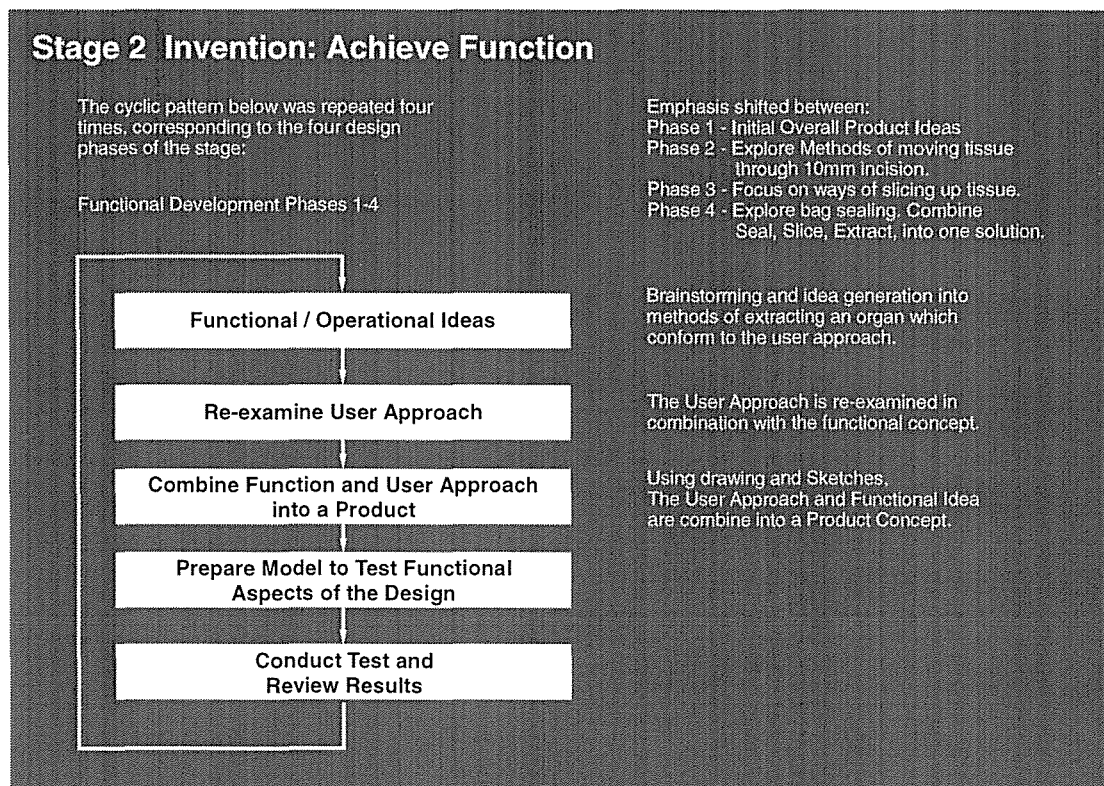 Stage 2 Invention: Achieve Function
The cyclic pattern below was repeated four
times, corresponding to the four design
phases of the stage:
Functional Development Phases 1-4
Functional / Operational Ideas
Re-examine User Approach
Combine Function and User Approach
into a Product
Prepare Model to Test Functional
Aspects of the Design
Conduct Test and
Review Results
Emphasis shifted between:
Phase 1 - Initial Overall Product Ideas
Phase 2 - Explore Methods of moving tissue
through 10mm incision.
Phase 3 - Focus on ways of slicing up tissue.
Phase 4 - Explore bag sealing. Combine
Seal, Slice, Extract, into one solution.
Brainstorming and idea generation into
methods of extracting an organ which
conform to the user approach.
The User Approach is re-examined in
combination with the functional concept.
Using drawing and Sketches,
The User Approach and Functional Idea
are combine into a Product Concept.